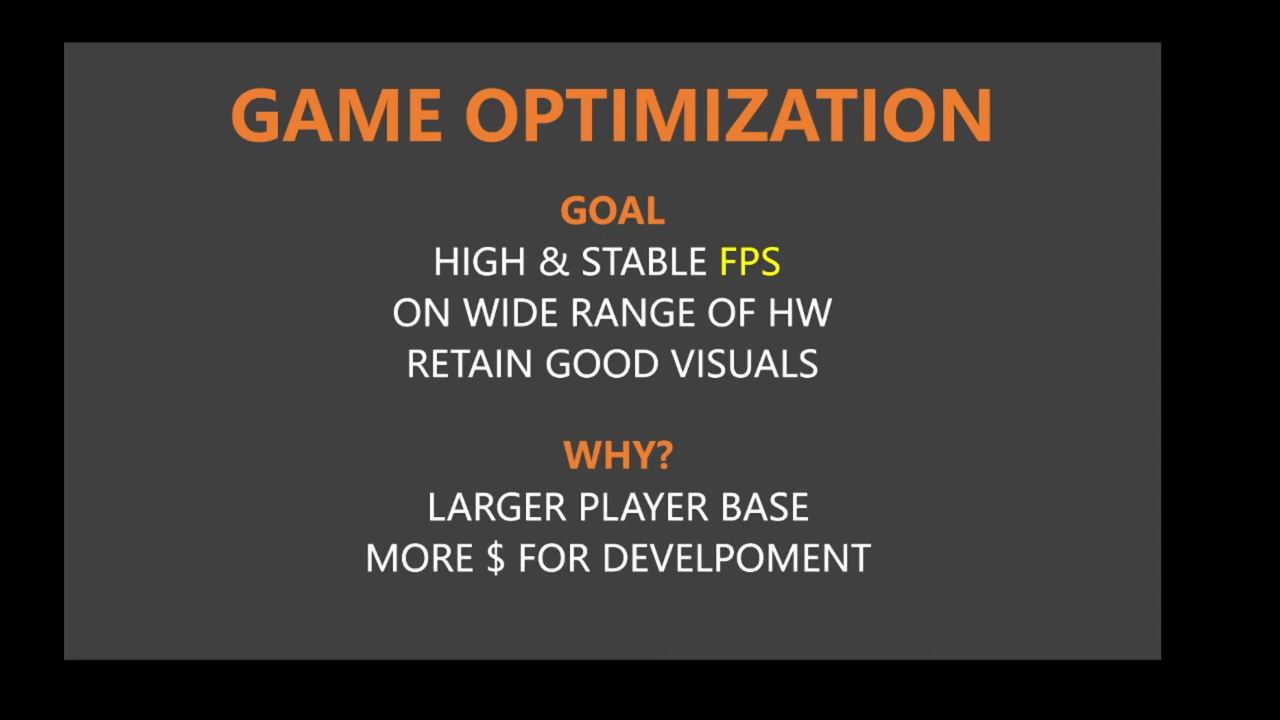 GAME OPTIMIZATION
GOAL
HIGH & STABLE FPS
ON WIDE RANGE OF HW
RETAIN GOOD VISUALS
WHY?
LARGER PLAYER BASE
MORE $ FOR DEVELPOMENT